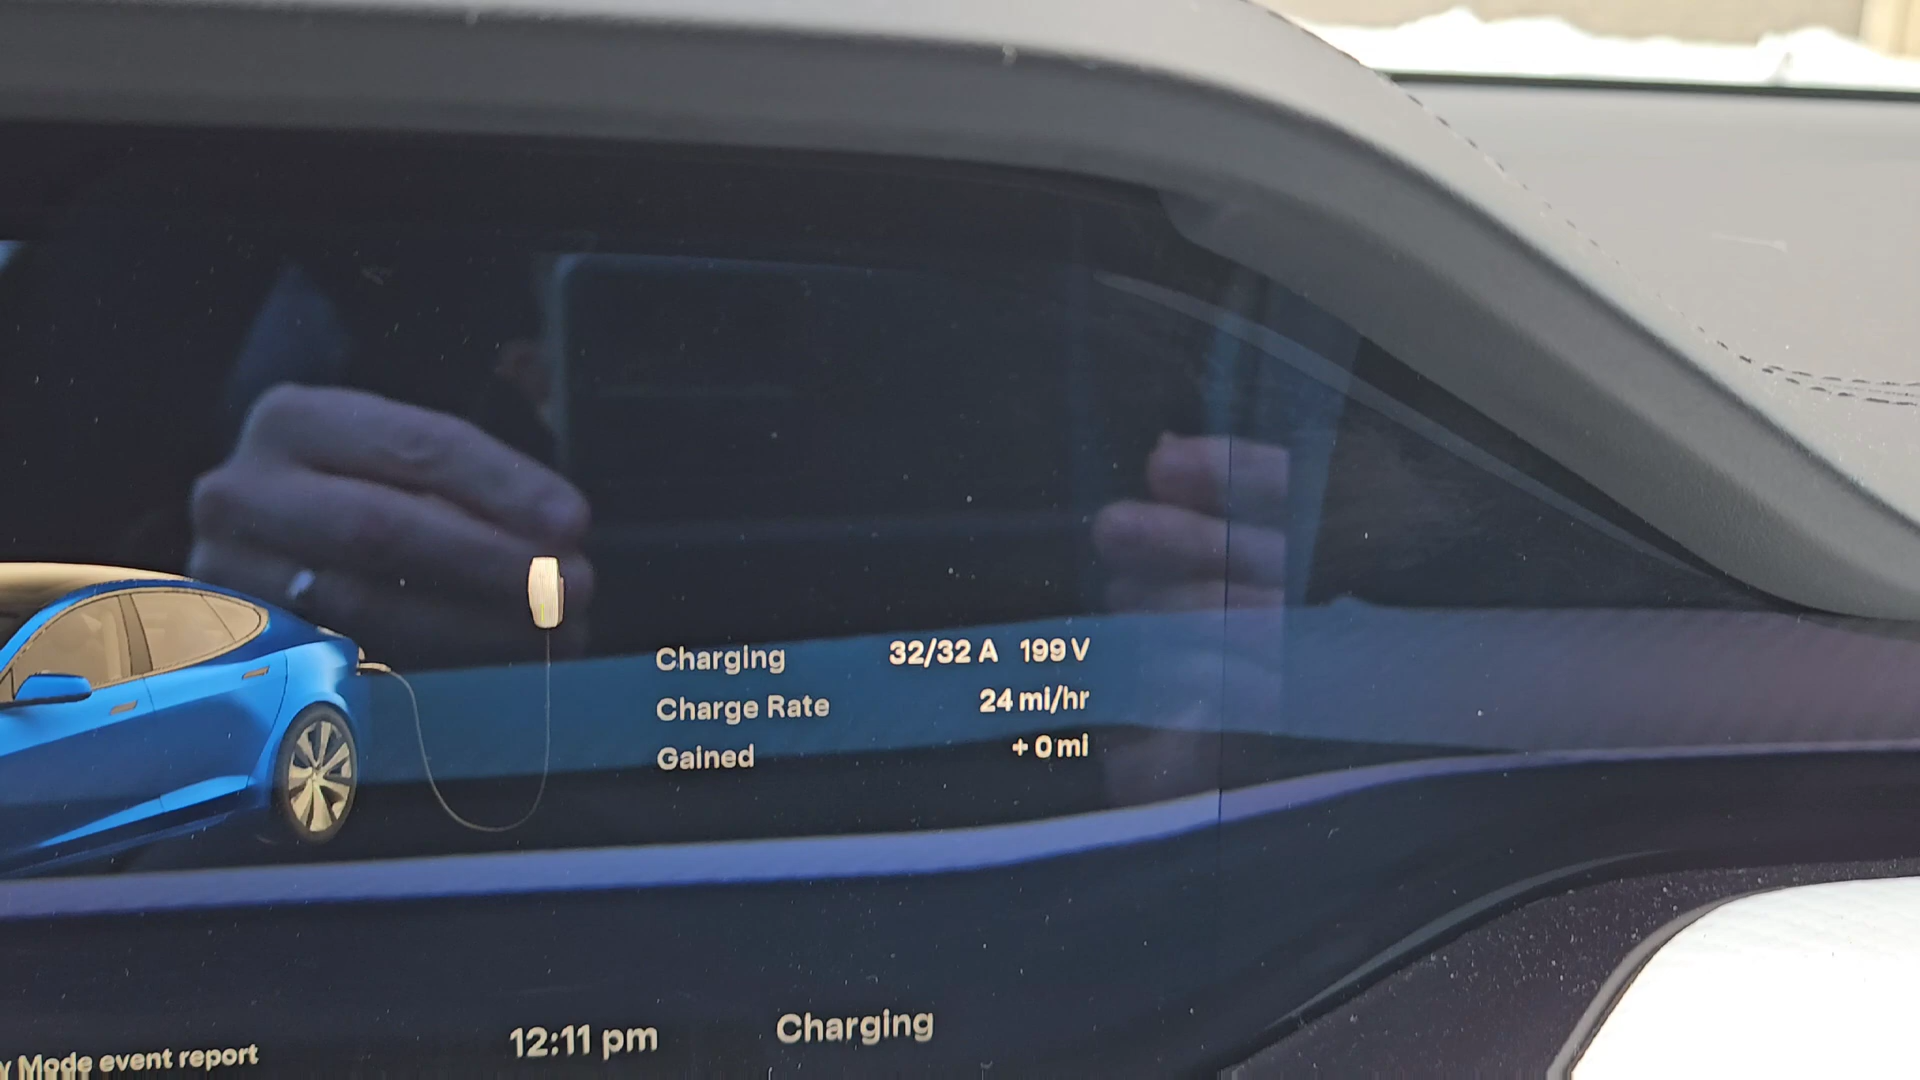 Charging 32/32 A 199 V
Charge Rate 24 mi/hr
Gained + 0 mi
12:11 pm Charging
Mode event report